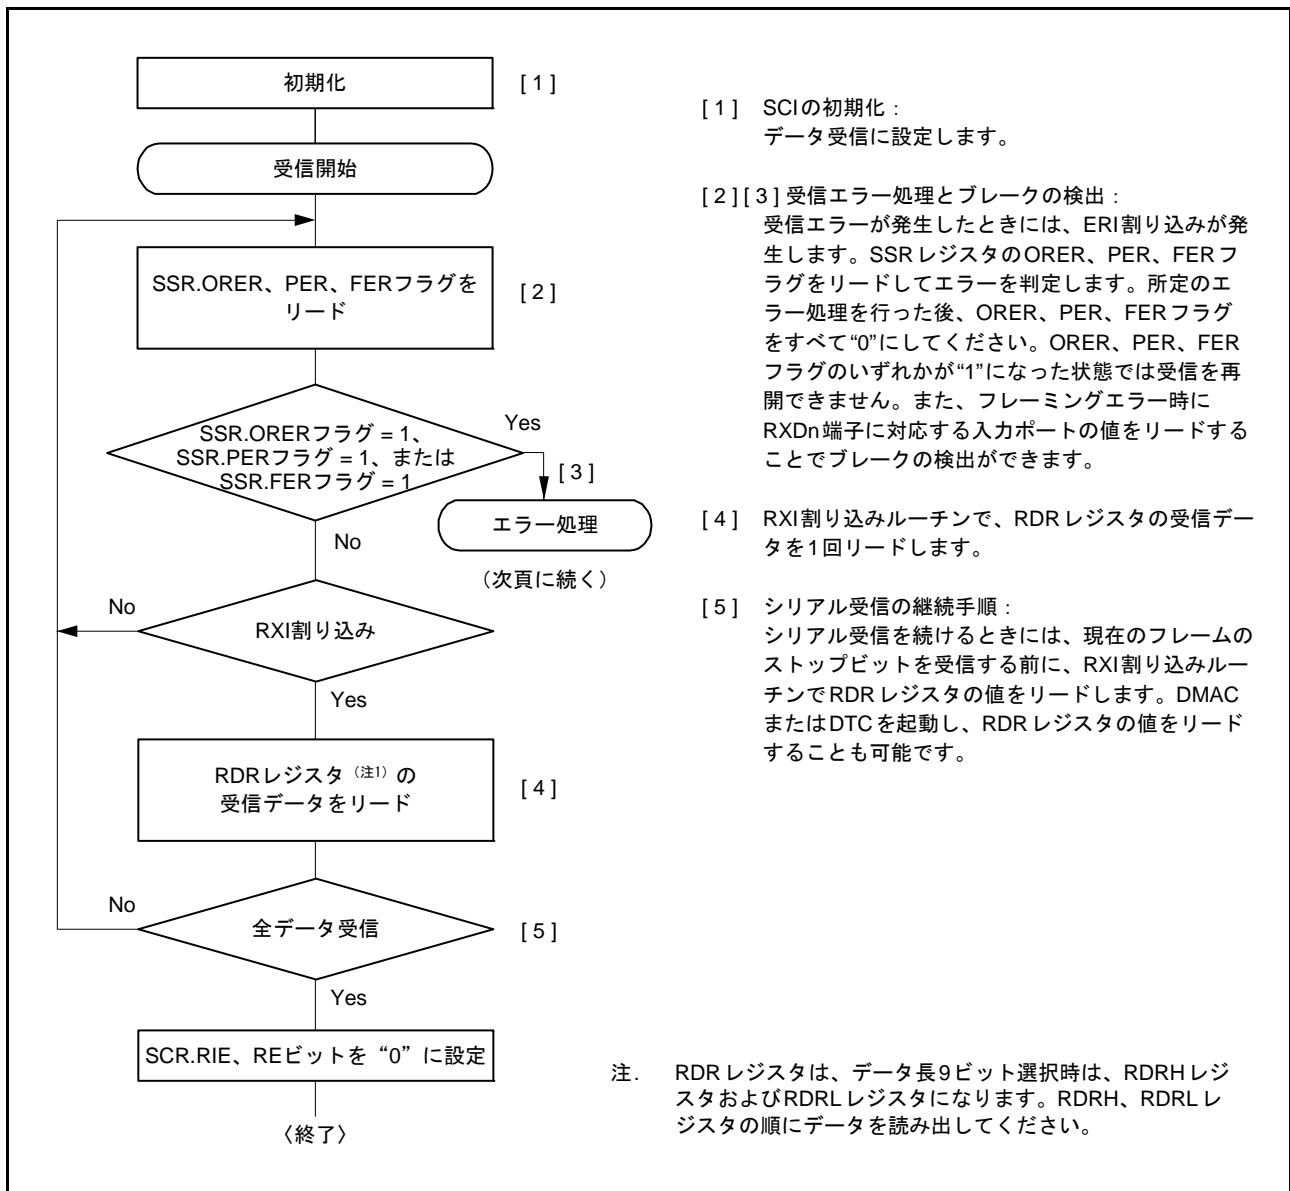 初期化
[ 1 ]
受信開始
SSR.ORER、PER、FERフラグを
リード
[ 2 ]
SSR.ORERフラグ = 1、
SSR.PERフラグ = 1、または
SSR.FERフラグ = 1
Yes
[ 3 ]
エラー処理
（次頁に続く）
No
RXI割り込み
No
Yes
RDRレジスタ（注1）の
受信データをリード
[ 4 ]
全データ受信
No
[ 5 ]
Yes
SCR.RIE、REビットを“0”に設定
〈終了〉
[ 1 ] SCIの初期化：
データ受信に設定します。
[ 2 ][ 3 ] 受信エラー処理とブレークの検出：
受信エラーが発生したときには、ERI割り込みが発
生します。SSRレジスタのORER、PER、FERフ
ラグをリードしてエラーを判定します。所定のエ
ラー処理を行った後、ORER、PER、FERフラグ
をすべて“0”にしてください。ORER、PER、FER
フラグのいずれかが“1”になった状態では受信を再
開できません。また、フレーミングエラー時に
RXDn端子に対応する入力ポートの値をリードする
ことでブレークの検出ができます。
[ 4 ] RXI割り込みルーチンで、RDRレジスタの受信デー
タを1回リードします。
[ 5 ] シリアル受信の継続手順：
シリアル受信を続けるときには、現在のフレームの
ストップビットを受信する前に、RXI割り込みルー
チンでRDRレジスタの値をリードします。DMAC
またはDTCを起動し、RDRレジスタの値をリード
することも可能です。
注. RDRレジスタは、データ長9ビット選択時は、RDRHレジ
スタおよびRDRLレジスタになります。RDRH、RDRLレ
ジスタの順にデータを読み出してください。